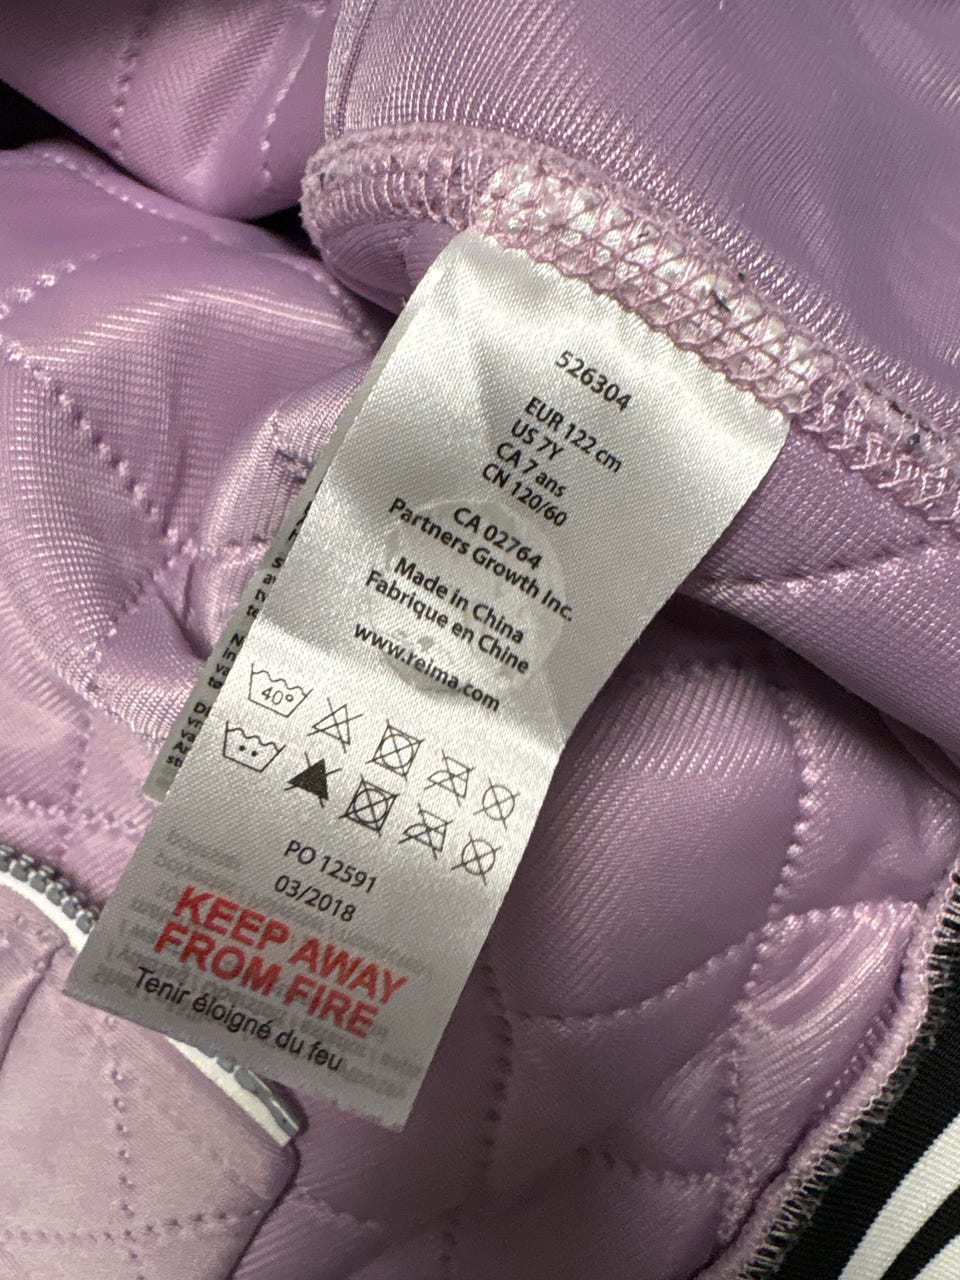 526304
EUR 122 cm
US 7Y
CA 7 ans
CN 120/60
CA 02764
Partners Growth Inc.
Made in China
Fabrique en Chine
www.reima.com
40°
PO 12591
03/2018
KEEP AWAY
FROM FIRE
Tenir éloigné du feu